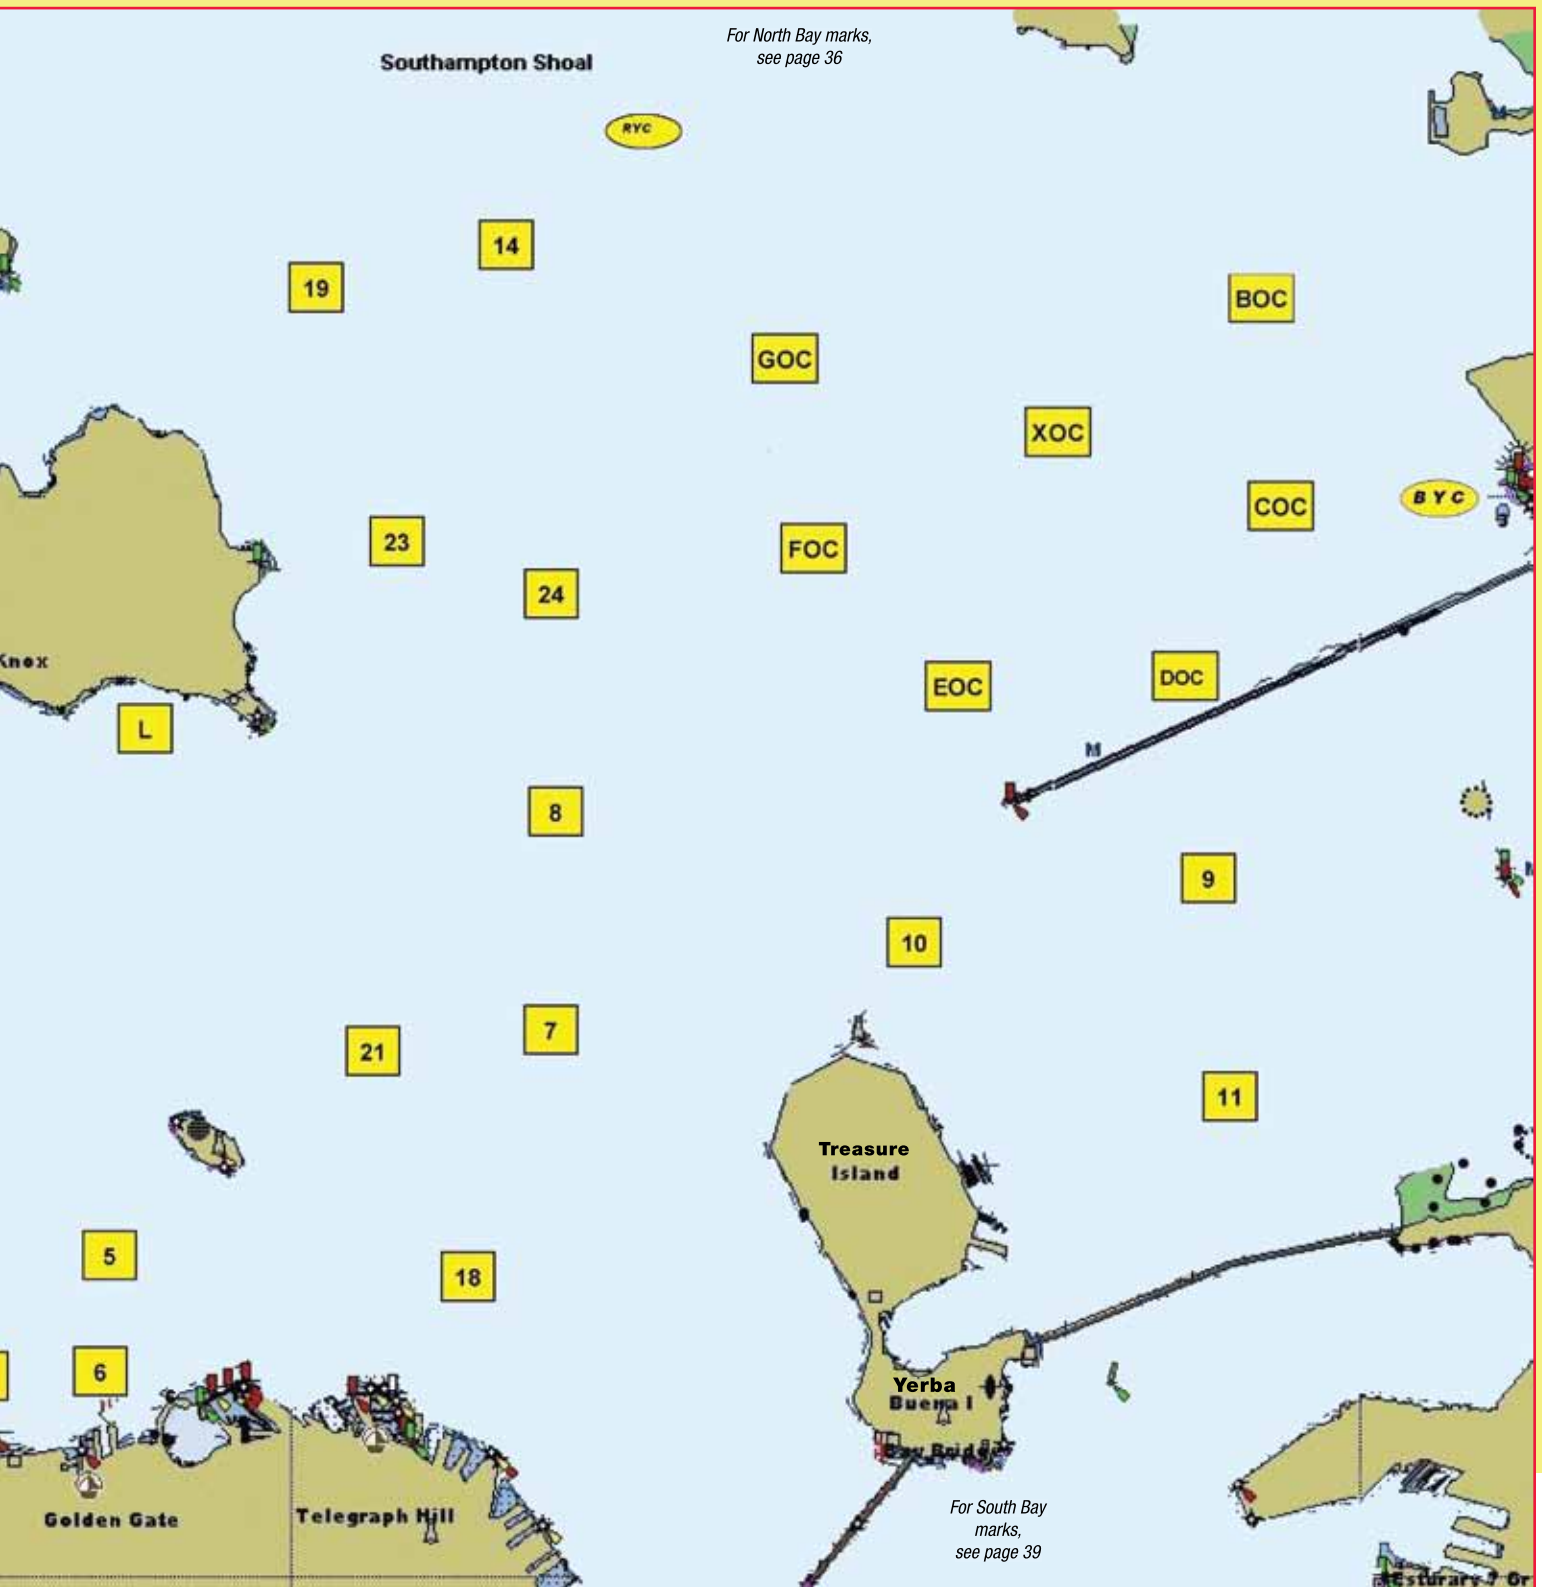 For North Bay marks,
see page 36
Southampton Shoal
RYC
14
19
BOC
GOC
XOC
COC
B Y C
23
FOC
24
Knox
EOC
DOC
L
M
8
9
10
7
21
11
Treasure
Island
5
18
6
Yerba
Buena I
Bay Bridge
For South Bay
marks,
see page 39
Golden Gate
Telegraph Hill